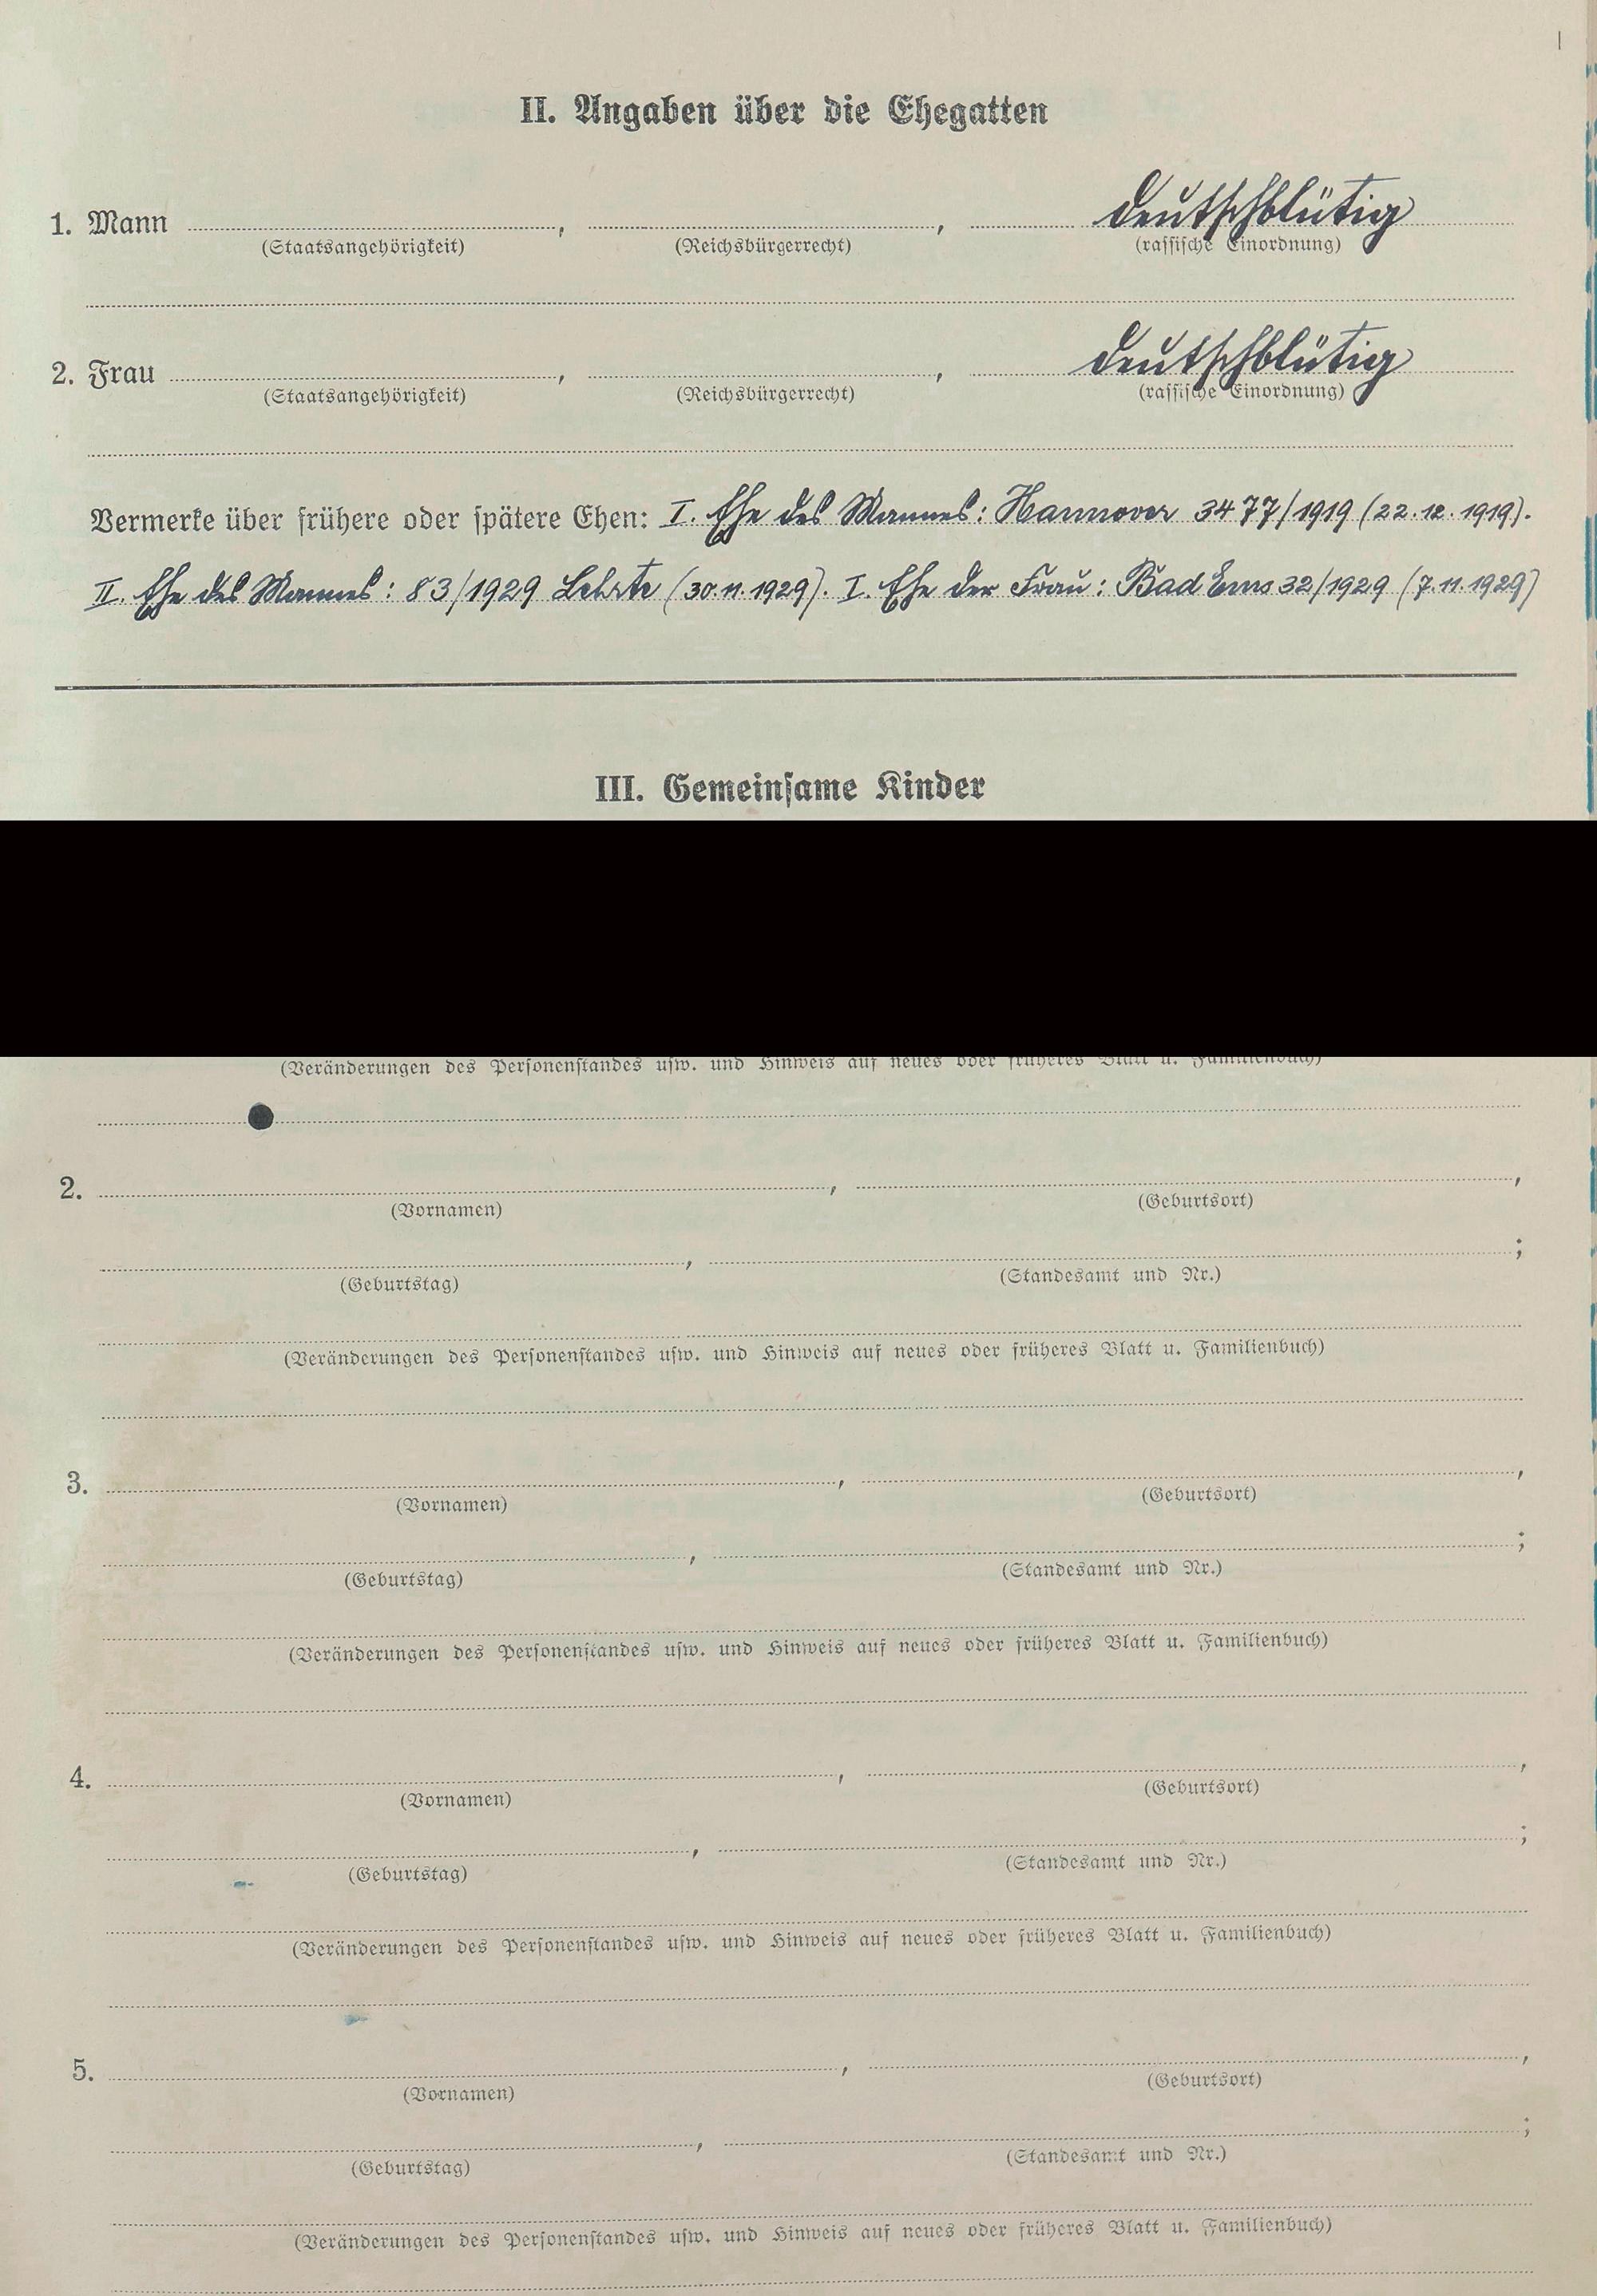 II. Angaben über die Ehegatten
1. Mann , , deutschblütig
(Staatsangehörigkeit) (Reichsbürgerrecht) (rassische Einordnung)
2. Frau , , deutschblütig
(Staatsangehörigkeit) (Reichsbürgerrecht) (rassische Einordnung)
Vermerke über frühere oder spätere Ehen: I. Ehe des Mannes: Hannover 3477/1919 (22.12.1919).
II. Ehe des Mannes: 83/1929 Lehrte (30.11.1929). I. Ehe der Frau: Bad Ems 32/1929 (7.11.1929)
III. Gemeinsame Kinder
(Veränderungen des Personenstandes usw. und Hinweis auf neues oder früheres Blatt u. Familienbuch)
2. , ,
(Vornamen) (Geburtsort)
, ;
(Geburtstag) (Standesamt und Nr.)
(Veränderungen des Personenstandes usw. und Hinweis auf neues oder früheres Blatt u. Familienbuch)
3. , ,
(Vornamen) (Geburtsort)
, ;
(Geburtstag) (Standesamt und Nr.)
(Veränderungen des Personenstandes usw. und Hinweis auf neues oder früheres Blatt u. Familienbuch)
4. , ,
(Vornamen) (Geburtsort)
, ;
(Geburtstag) (Standesamt und Nr.)
(Veränderungen des Personenstandes usw. und Hinweis auf neues oder früheres Blatt u. Familienbuch)
5. , ,
(Vornamen) (Geburtsort)
, ;
(Geburtstag) (Standesamt und Nr.)
(Veränderungen des Personenstandes usw. und Hinweis auf neues oder früheres Blatt u. Familienbuch)